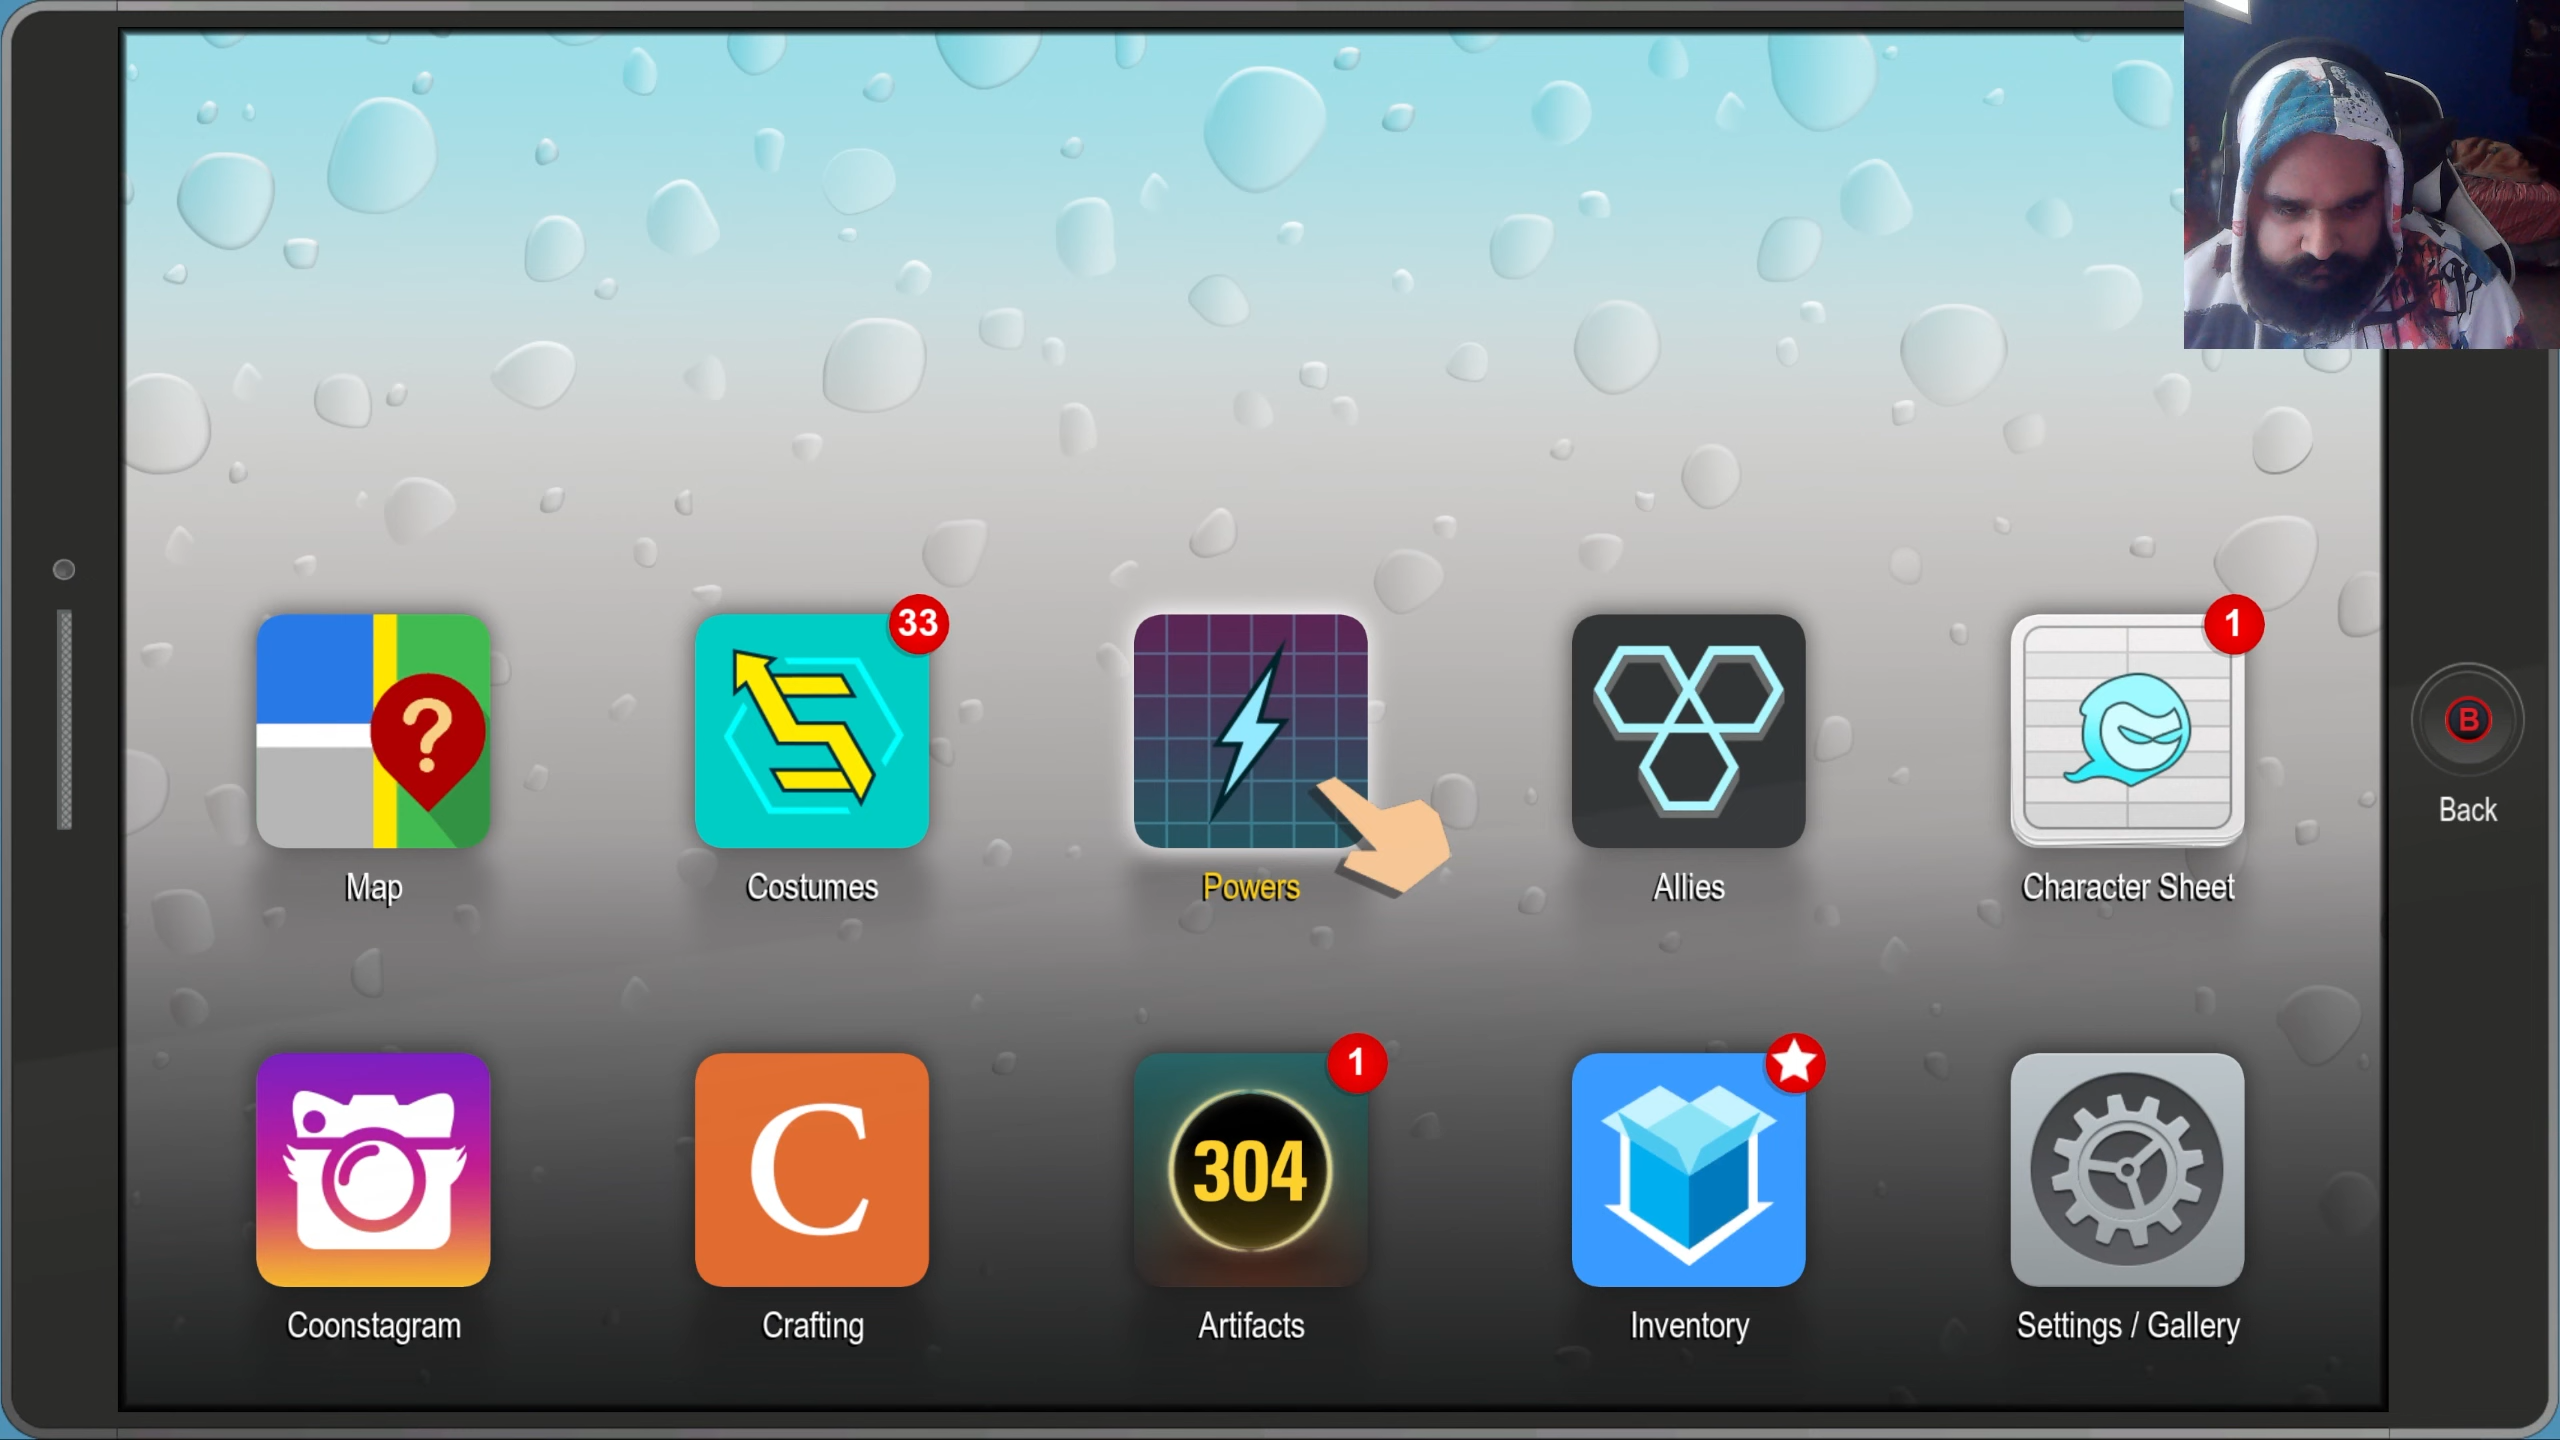 33
1
?
B
Back
Map
Costumes
Powers
Allies
Character Sheet
1
C
304
Coonstagram
Crafting
Artifacts
Inventory
Settings / Gallery